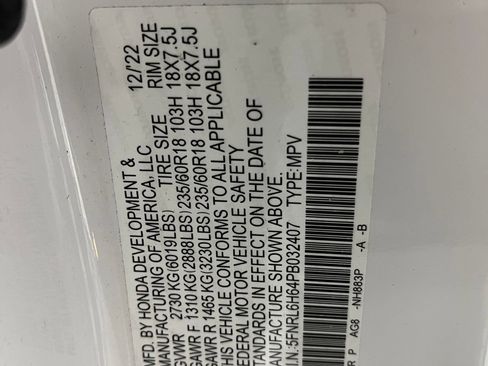 MFD. BY HONDA DEVELOPMENT & 12/'22
MANUFACTURING OF AMERICA, LLC
GVWR 2730 KG(6019LBS) TIRE SIZE RIM SIZE
GAWR F 1310 KG(2888LBS) 235/60R18 103H 18X7.5J
GAWR R 1465 KG(3230LBS) 235/60R18 103H 18X7.5J
THIS VEHICLE CONFORMS TO ALL APPLICABLE
FEDERAL MOTOR VEHICLE SAFETY
STANDARDS IN EFFECT ON THE DATE OF
MANUFACTURE SHOWN ABOVE.
.I.N.:5FNRL6H64PB032407 TYPE:MPV
R P AG8 -NH883P -A -B